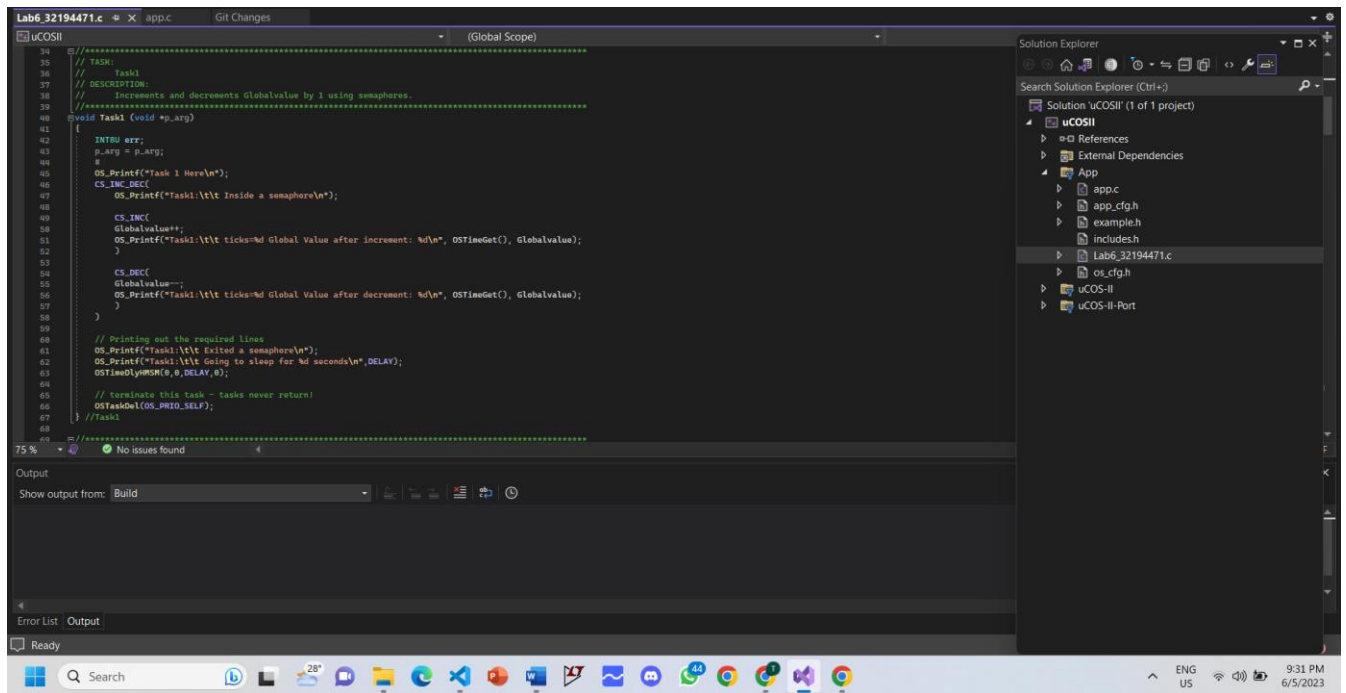 Lab6_32194471.c
app.c
Git Changes
uCOSII
(Global Scope)
34 //
35 // TASK:
36 // Task1
37 // DESCRIPTION:
38 // Increments and decrements Globalvalue by 1 using semaphores.
39
40 void Task1 (void *p_arg)
41 {
42 INT8U err;
43 p_arg = p_arg;
44 #
45 OS_Printf("Task 1 Here\n");
46 CS_INC_DEC(
47 OS_Printf("Task1:\t\t Inside a semaphore\n");
48
49 CS_INC(
50 Globalvalue++;
51 OS_Printf("Task1:\t\t ticks=%d Global Value after increment: %d\n", OSTimeGet(), Globalvalue);
52 )
53
54 CS_DEC(
55 Globalvalue--;
56 OS_Printf("Task1:\t\t ticks=%d Global Value after decrement: %d\n", OSTimeGet(), Globalvalue);
57 )
58 )
59
60 // Printing out the required lines
61 OS_Printf("Task1:\t\t Exited a semaphore\n");
62 OS_Printf("Task1:\t\t Going to sleep for %d seconds\n",DELAY);
63 OSTimeDlyHMSM(0,0,DELAY,0);
64
65 // terminate this task - tasks never return!
66 OSTaskDel(OS_PRIO_SELF);
67 } //Task1
68
69
75 %
No issues found
Output
Show output from: Build
Error List Output
Ready
Solution Explorer
Search Solution Explorer (Ctrl+;)
Solution 'uCOSII' (1 of 1 project)
uCOSII
References
External Dependencies
App
app.c
app_cfg.h
example.h
includes.h
Lab6_32194471.c
os_cfg.h
uCOS-II
uCOS-II-Port
Search
28°
44
ENG
US
9:31 PM
6/5/2023